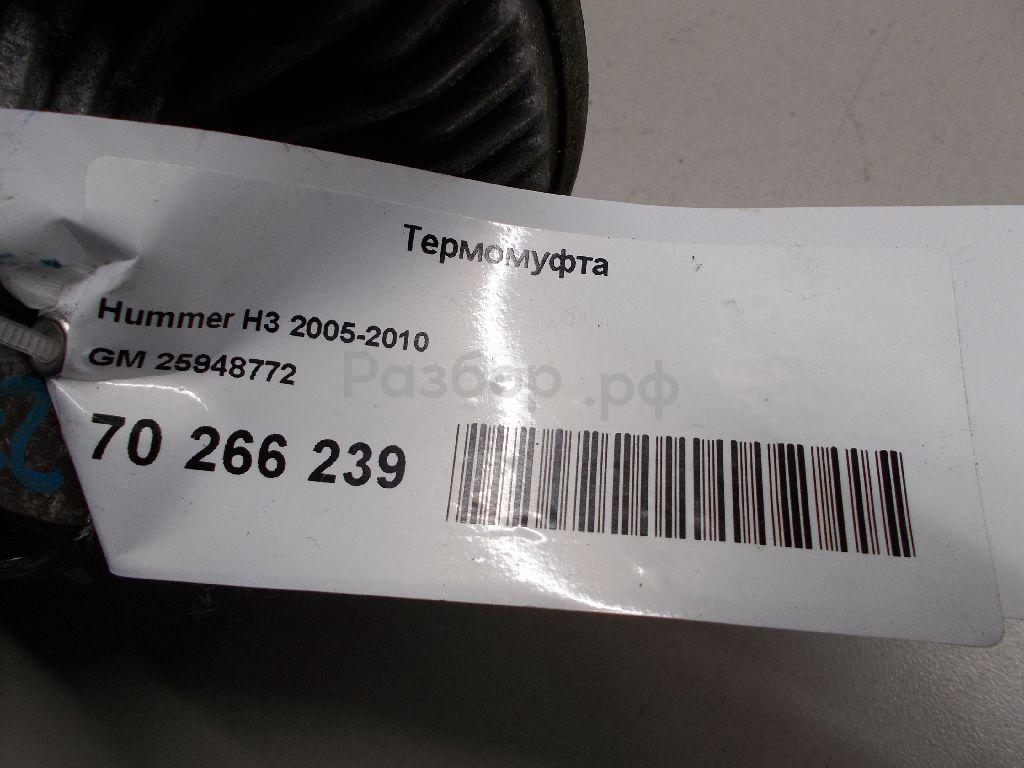 Термомуфта
Hummer H3 2005-2010
GM 25948772
Разбор.рф
70 266 239